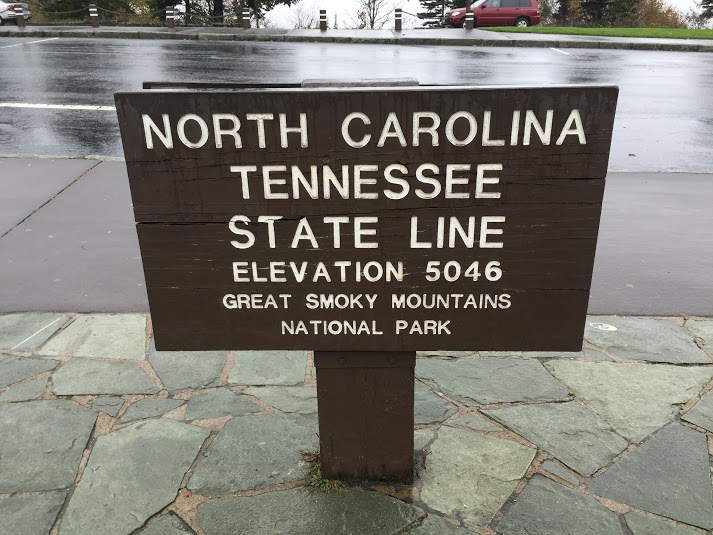 NORTH CAROLINA
TENNESSEE
STATE LINE
ELEVATION 5046
GREAT SMOKY MOUNTAINS
NATIONAL PARK